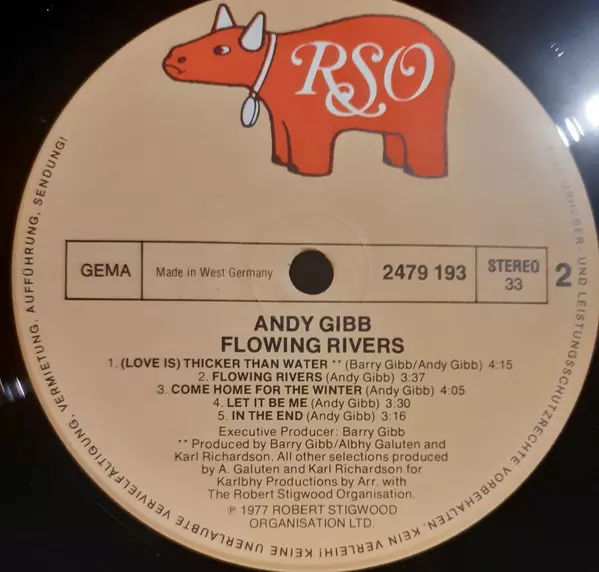 RSO
GEMA
Made in West Germany
2479 193
STEREO
33
2
ANDY GIBB
FLOWING RIVERS
1. (LOVE IS) THICKER THAN WATER ** (Barry Gibb/Andy Gibb) 4:15
2. FLOWING RIVERS (Andy Gibb) 3:37
3. COME HOME FOR THE WINTER (Andy Gibb) 4:05
4. LET IT BE ME (Andy Gibb) 3:30
5. IN THE END (Andy Gibb) 3:16
Executive Producer: Barry Gibb
** Produced by Barry Gibb/Albhy Galuten and
Karl Richardson. All other selections produced
by A. Galuten and Karl Richardson for
Karlbhy Productions by Arr. with
The Robert Stigwood Organisation.
℗ 1977 ROBERT STIGWOOD
ORGANISATION LTD.
URHEBER- UND LEISTUNGSSCHUTZRECHTE VORBEHALTEN. KEIN VERLEIH! KEINE UNERLAUBTE VERVIELFÄLTIGUNG, VERMIETUNG, AUFFÜHRUNG, SENDUNG!